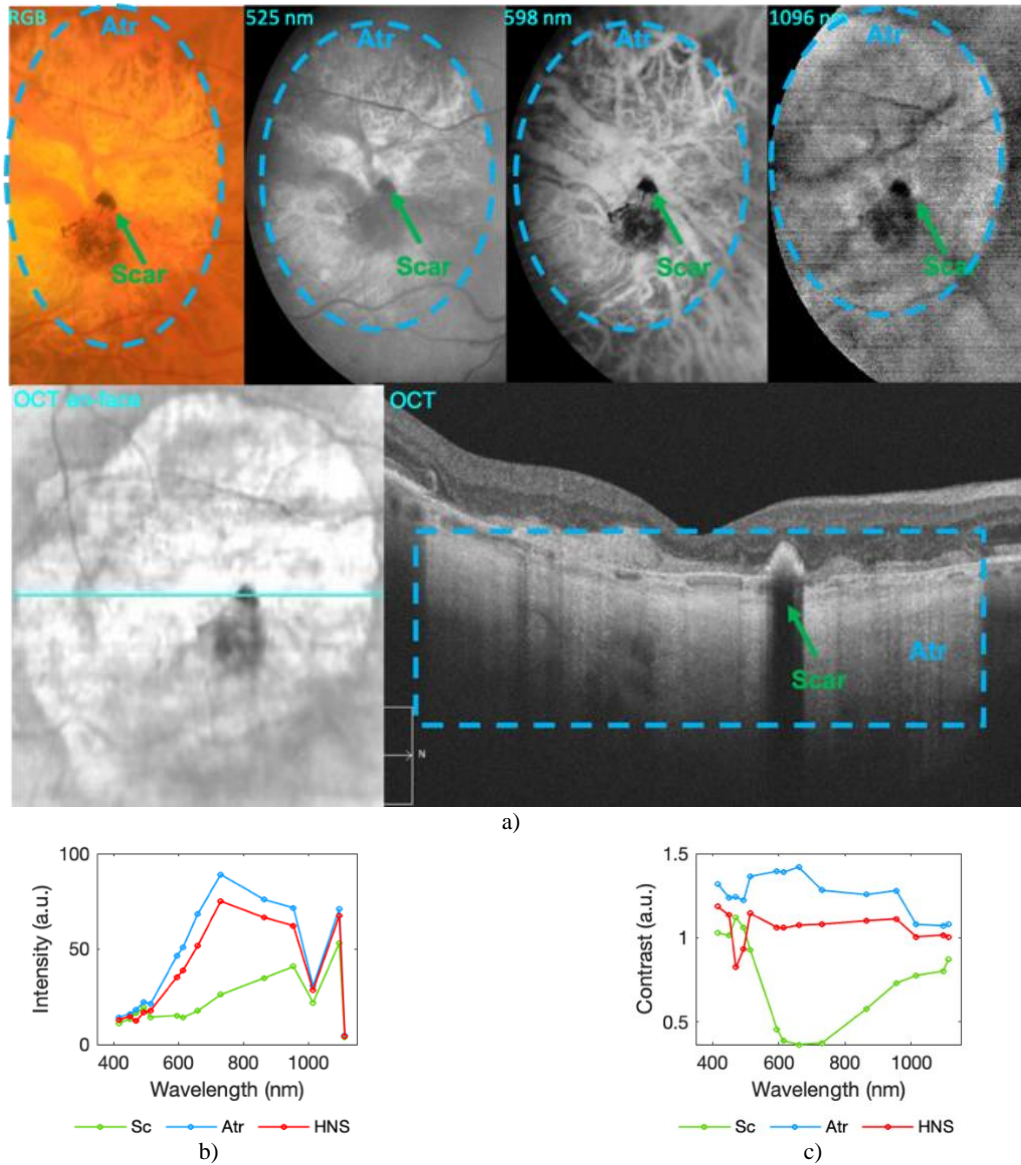 RGB
Atr
Scar
525 nm
Atr
Scar
598 nm
Atr
Scar
1096 nm
Atr
Scar
OCT en-face
N
OCT
Scar
Atr
a)
100
50
0
Intensity (a.u.)
400 600 800 1000
Wavelength (nm)
Sc Atr HNS
b)
1.5
1
0.5
Contrast (a.u.)
400 600 800 1000
Wavelength (nm)
Sc Atr HNS
c)